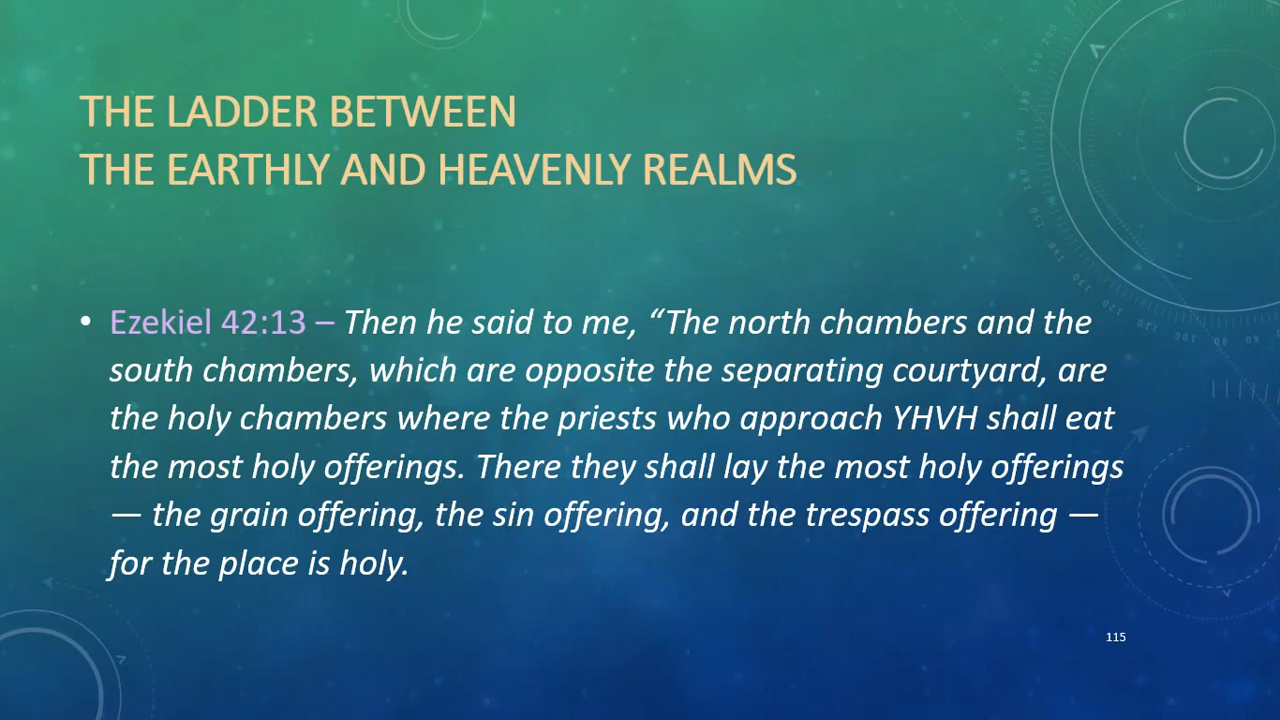 THE LADDER BETWEEN
THE EARTHLY AND HEAVENLY REALMS
• Ezekiel 42:13 – Then he said to me, “The north chambers and the
south chambers, which are opposite the separating courtyard, are
the holy chambers where the priests who approach YHVH shall eat
the most holy offerings. There they shall lay the most holy offerings
— the grain offering, the sin offering, and the trespass offering —
for the place is holy.
115